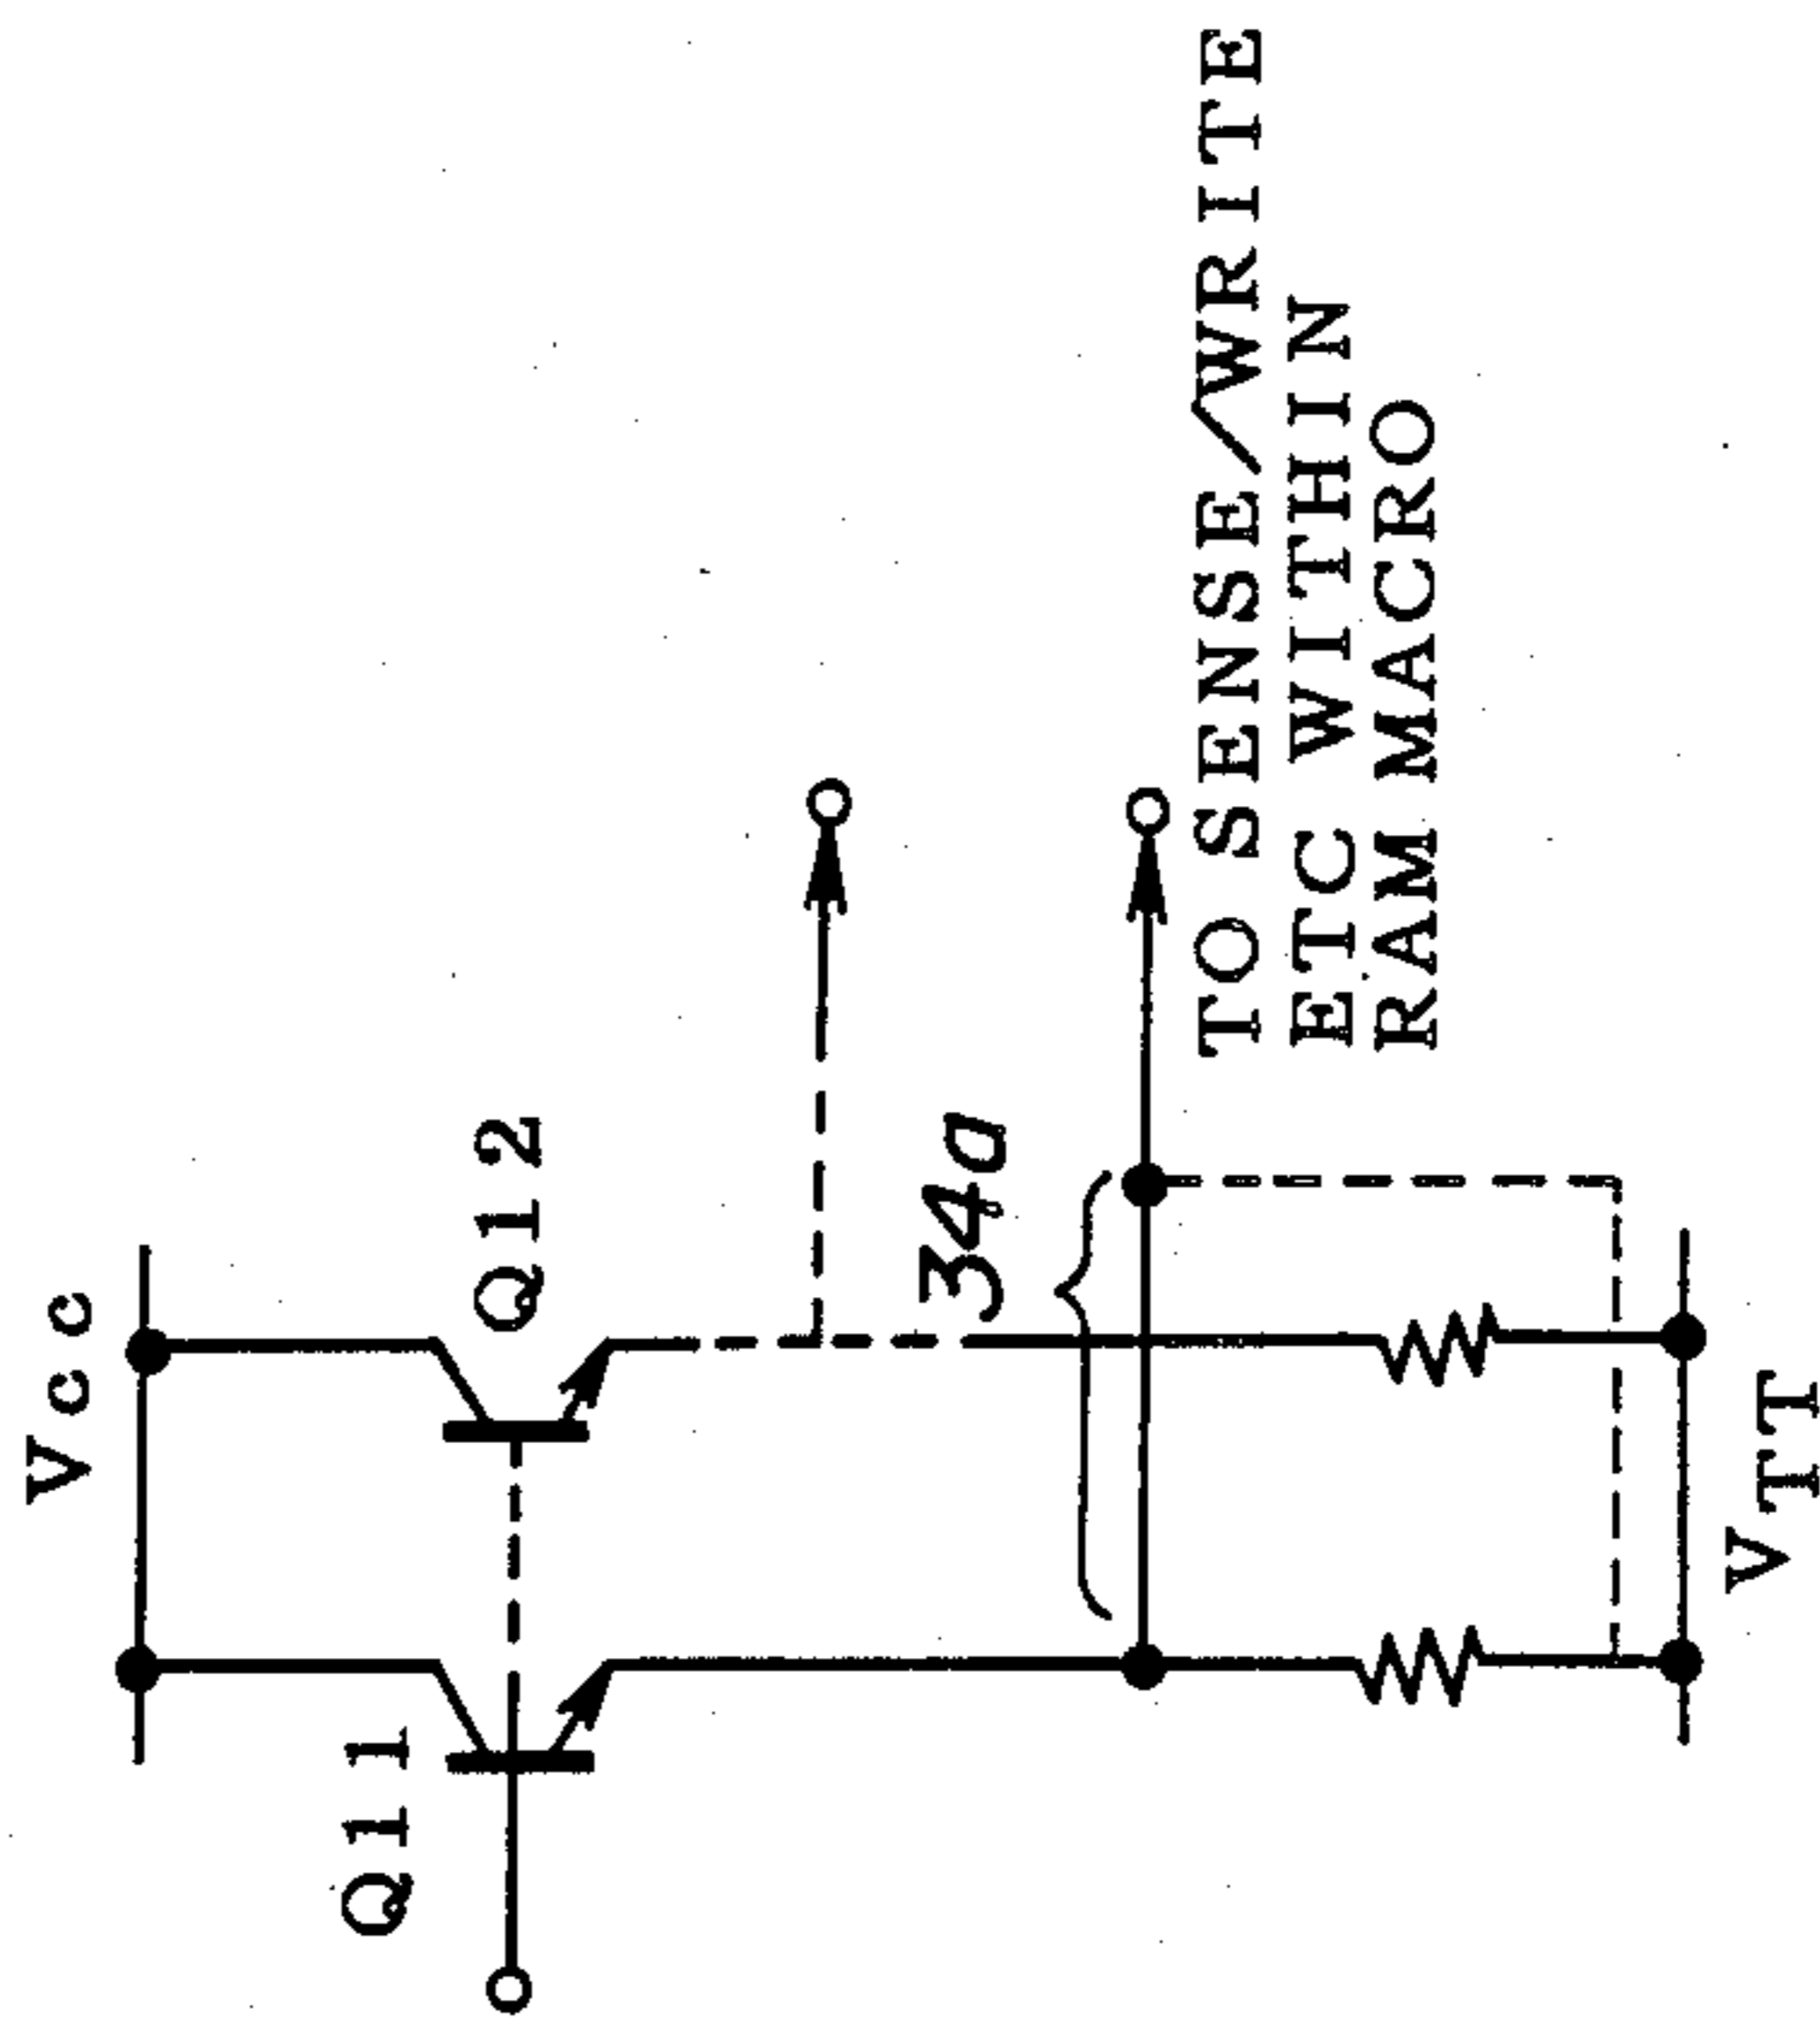 Vcc
Q11
Q12
34a
TO SENSE/WRITE
ETC WITHIN
RAM MACRO
VTT